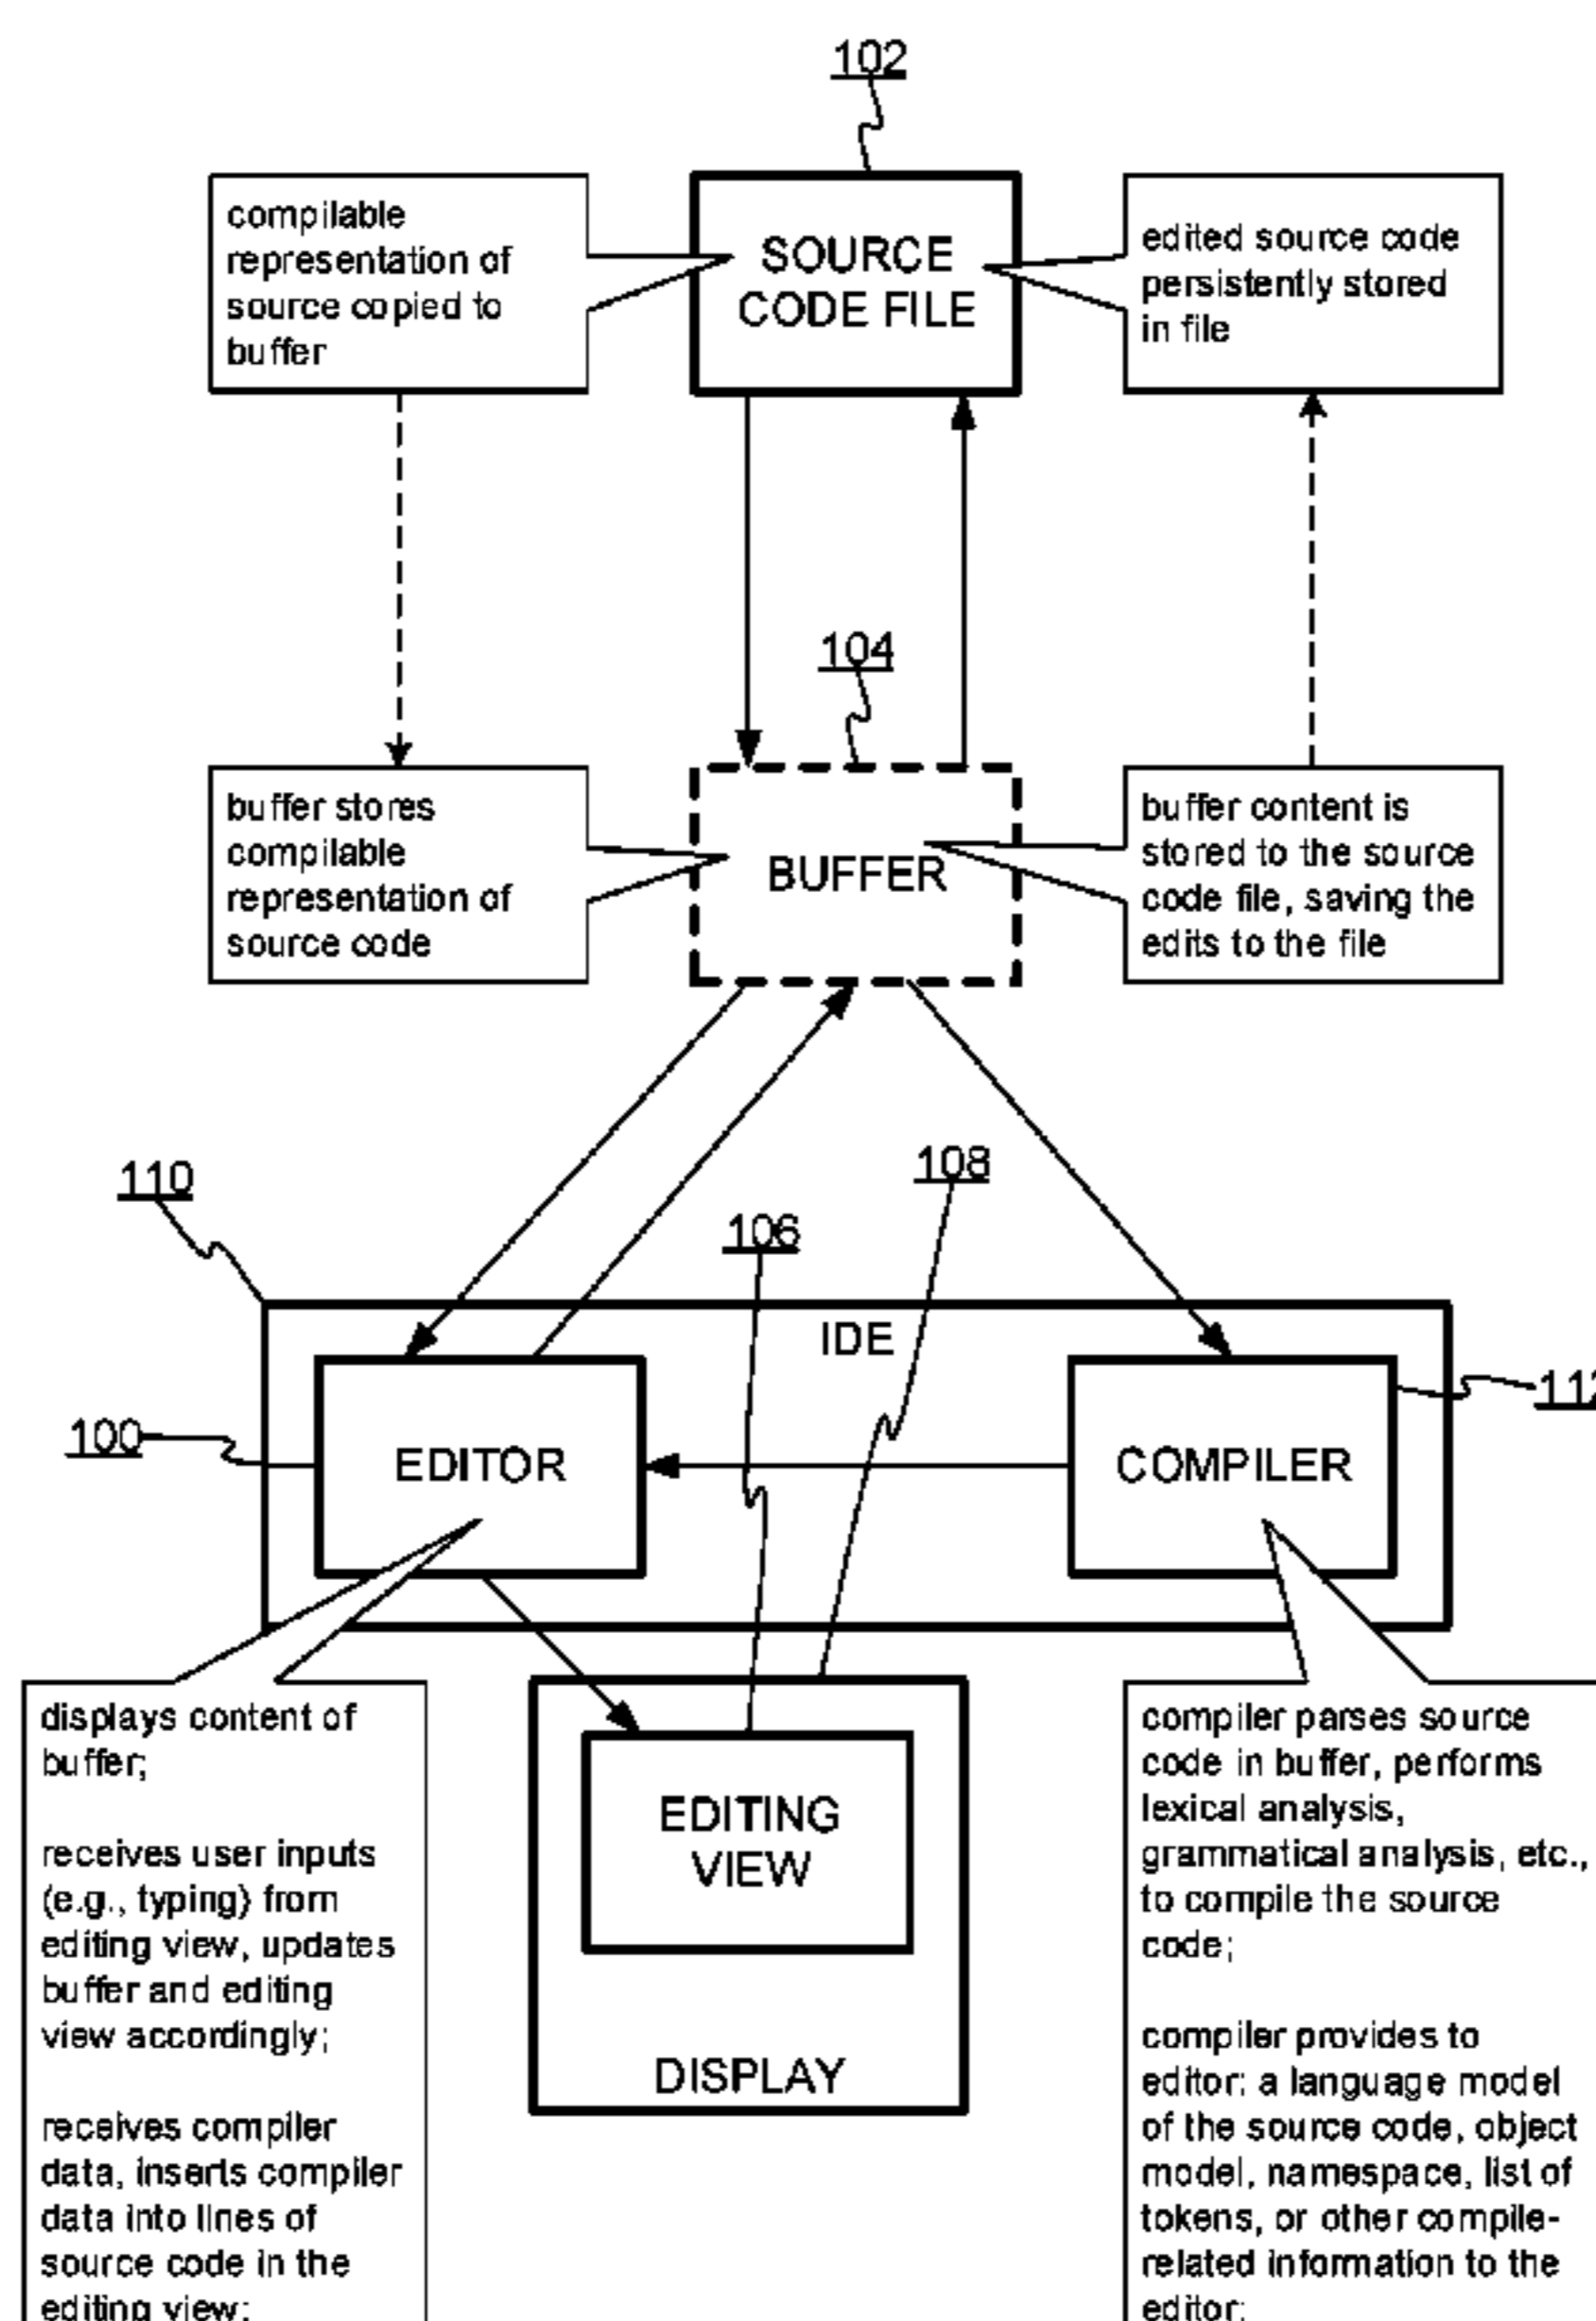 102
compilable
representation of
source copied to
buffer
SOURCE
CODE FILE
edited source code
persistently stored
in file
104
buffer stores
compilable
representation of
source code
BUFFER
buffer content is
stored to the source
code file, saving the
edits to the file
110
108
106
IDE
112
100
EDITOR
COMPILER
displays content of
buffer;
receives user inputs
(e.g., typing) from
editing view, updates
buffer and editing
view accordingly;
receives compiler
data, inserts compiler
data into lines of
source code in the
editing view;
EDITING
VIEW
DISPLAY
compiler parses source
code in buffer, performs
lexical analysis,
grammatical analysis, etc.,
to compile the source
code;
compiler provides to
editor: a language model
of the source code, object
model, namespace, list of
tokens, or other compile-
related information to the
editor;